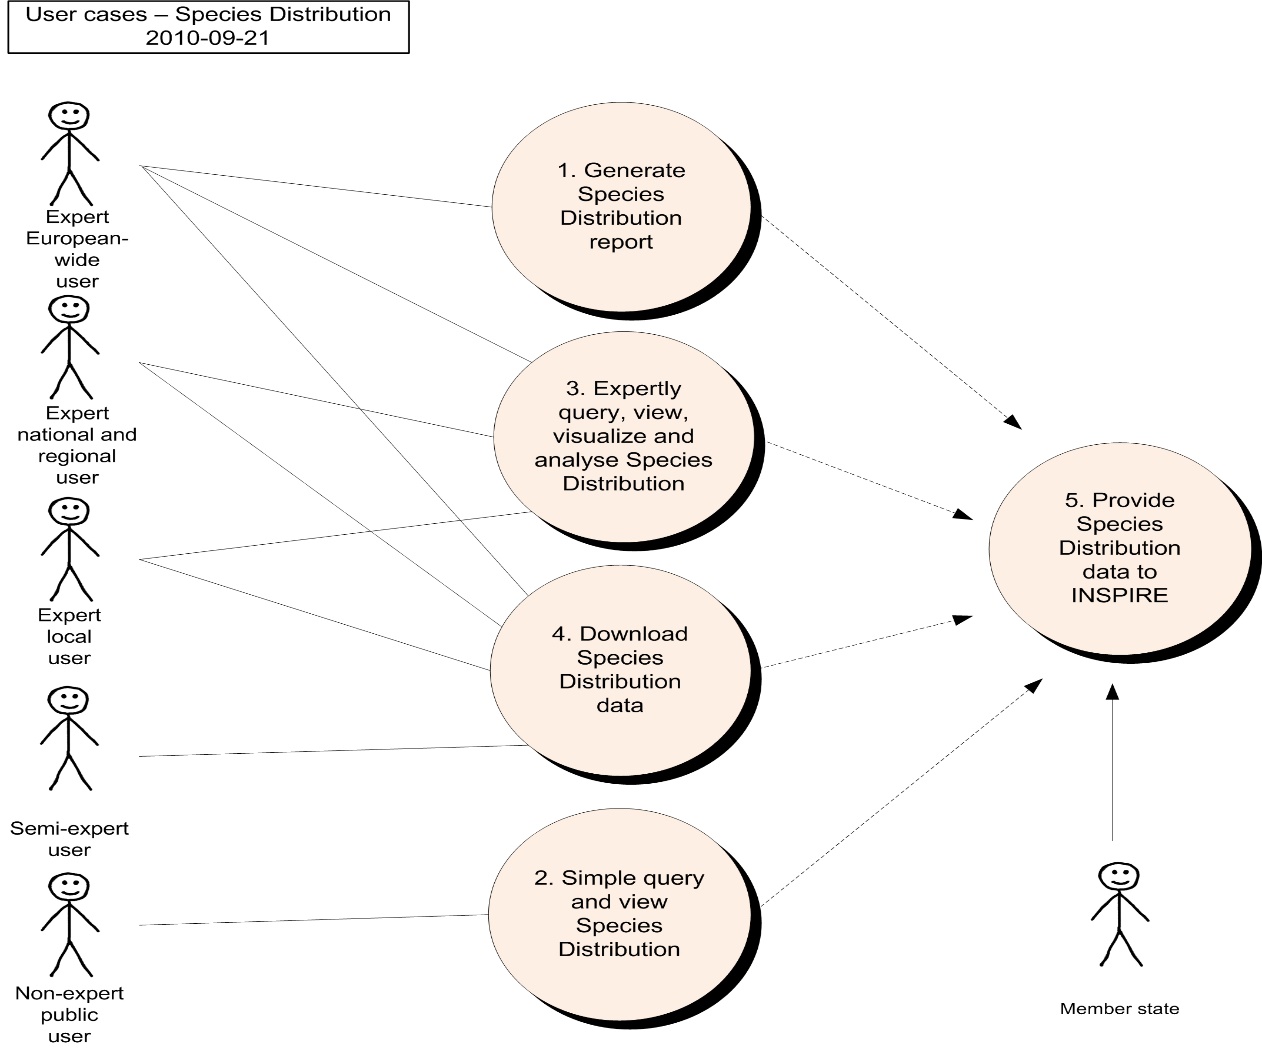 User cases – Species Distribution
2010-09-21
Expert
European-
wide
user
Expert
national and
regional
user
Expert
local
user
Semi-expert
user
Non-expert
public
user
1. Generate
Species
Distribution
report
3. Expertly
query, view,
visualize and
analyse Species
Distribution
4. Download
Species
Distribution
data
2. Simple query
and view
Species
Distribution
5. Provide
Species
Distribution
data to
INSPIRE
Member state